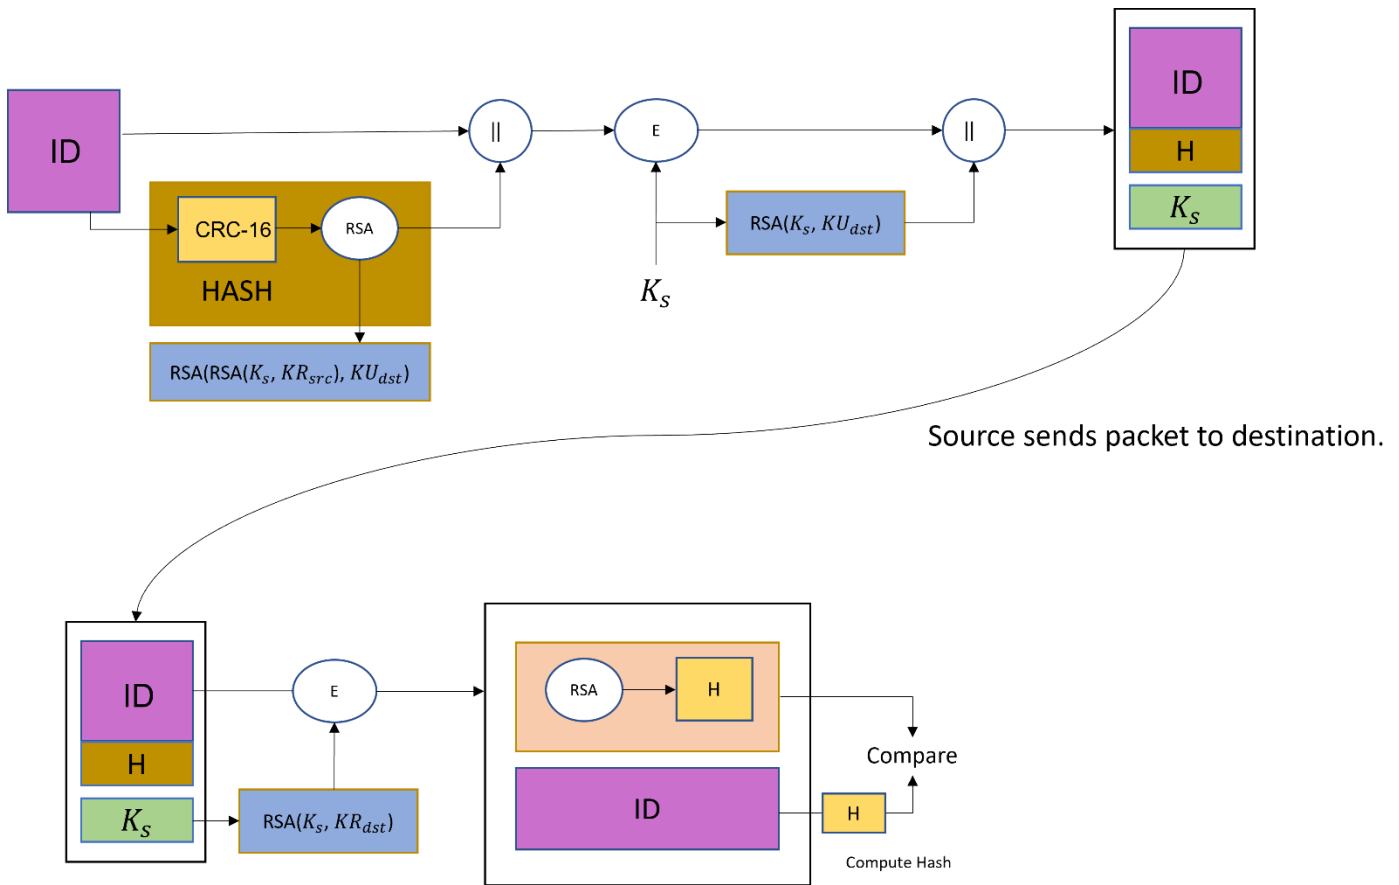 ID
||
E
||
ID
H
K_s
CRC-16
RSA
HASH
RSA(K_s, KU_dst)
K_s
RSA(RSA(K_s, KR_src), KU_dst)
Source sends packet to destination.
ID
H
K_s
E
RSA(K_s, KR_dst)
RSA
H
ID
H
Compare
Compute Hash